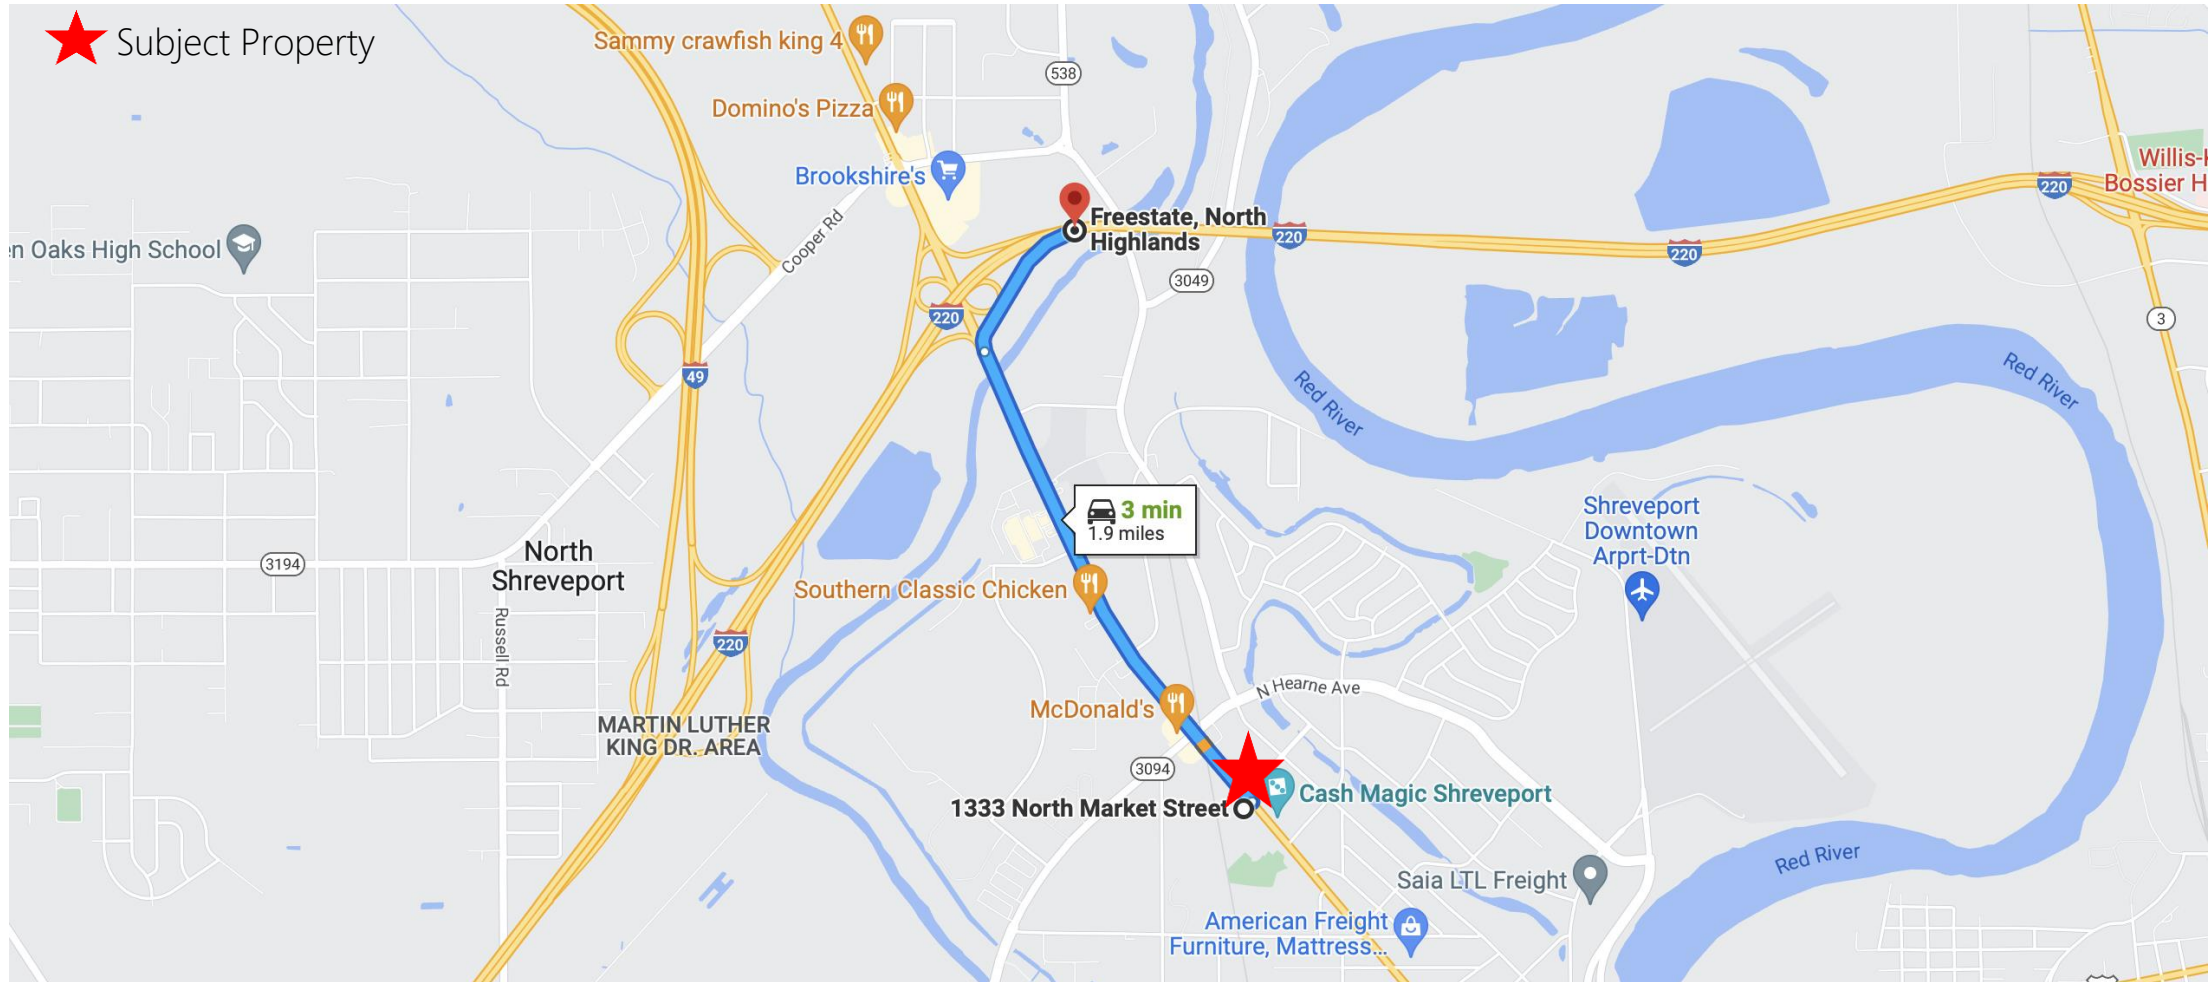 Subject Property
Sammy crawfish king 4
538
Domino's Pizza
Brookshire's
Willis-K
Bossier H
220
Freestate, North
Highlands
220
220
en Oaks High School
Cooper Rd
3049
220
3
49
Red River
Red River
3 min
1.9 miles
Shreveport
Downtown
Arprt-Dtn
North
Shreveport
3194
Southern Classic Chicken
Russell Rd
220
N Hearne Ave
McDonald's
MARTIN LUTHER
KING DR. AREA
3094
Cash Magic Shreveport
1333 North Market Street
Red River
Saia LTL Freight
American Freight
Furniture, Mattress...